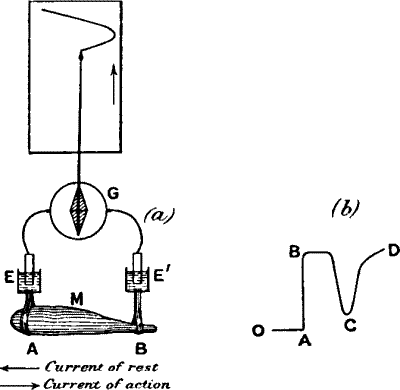 G
(a)
E
E'
M
A
B
Current of rest
Current of action
(b)
B
D
O
A
C